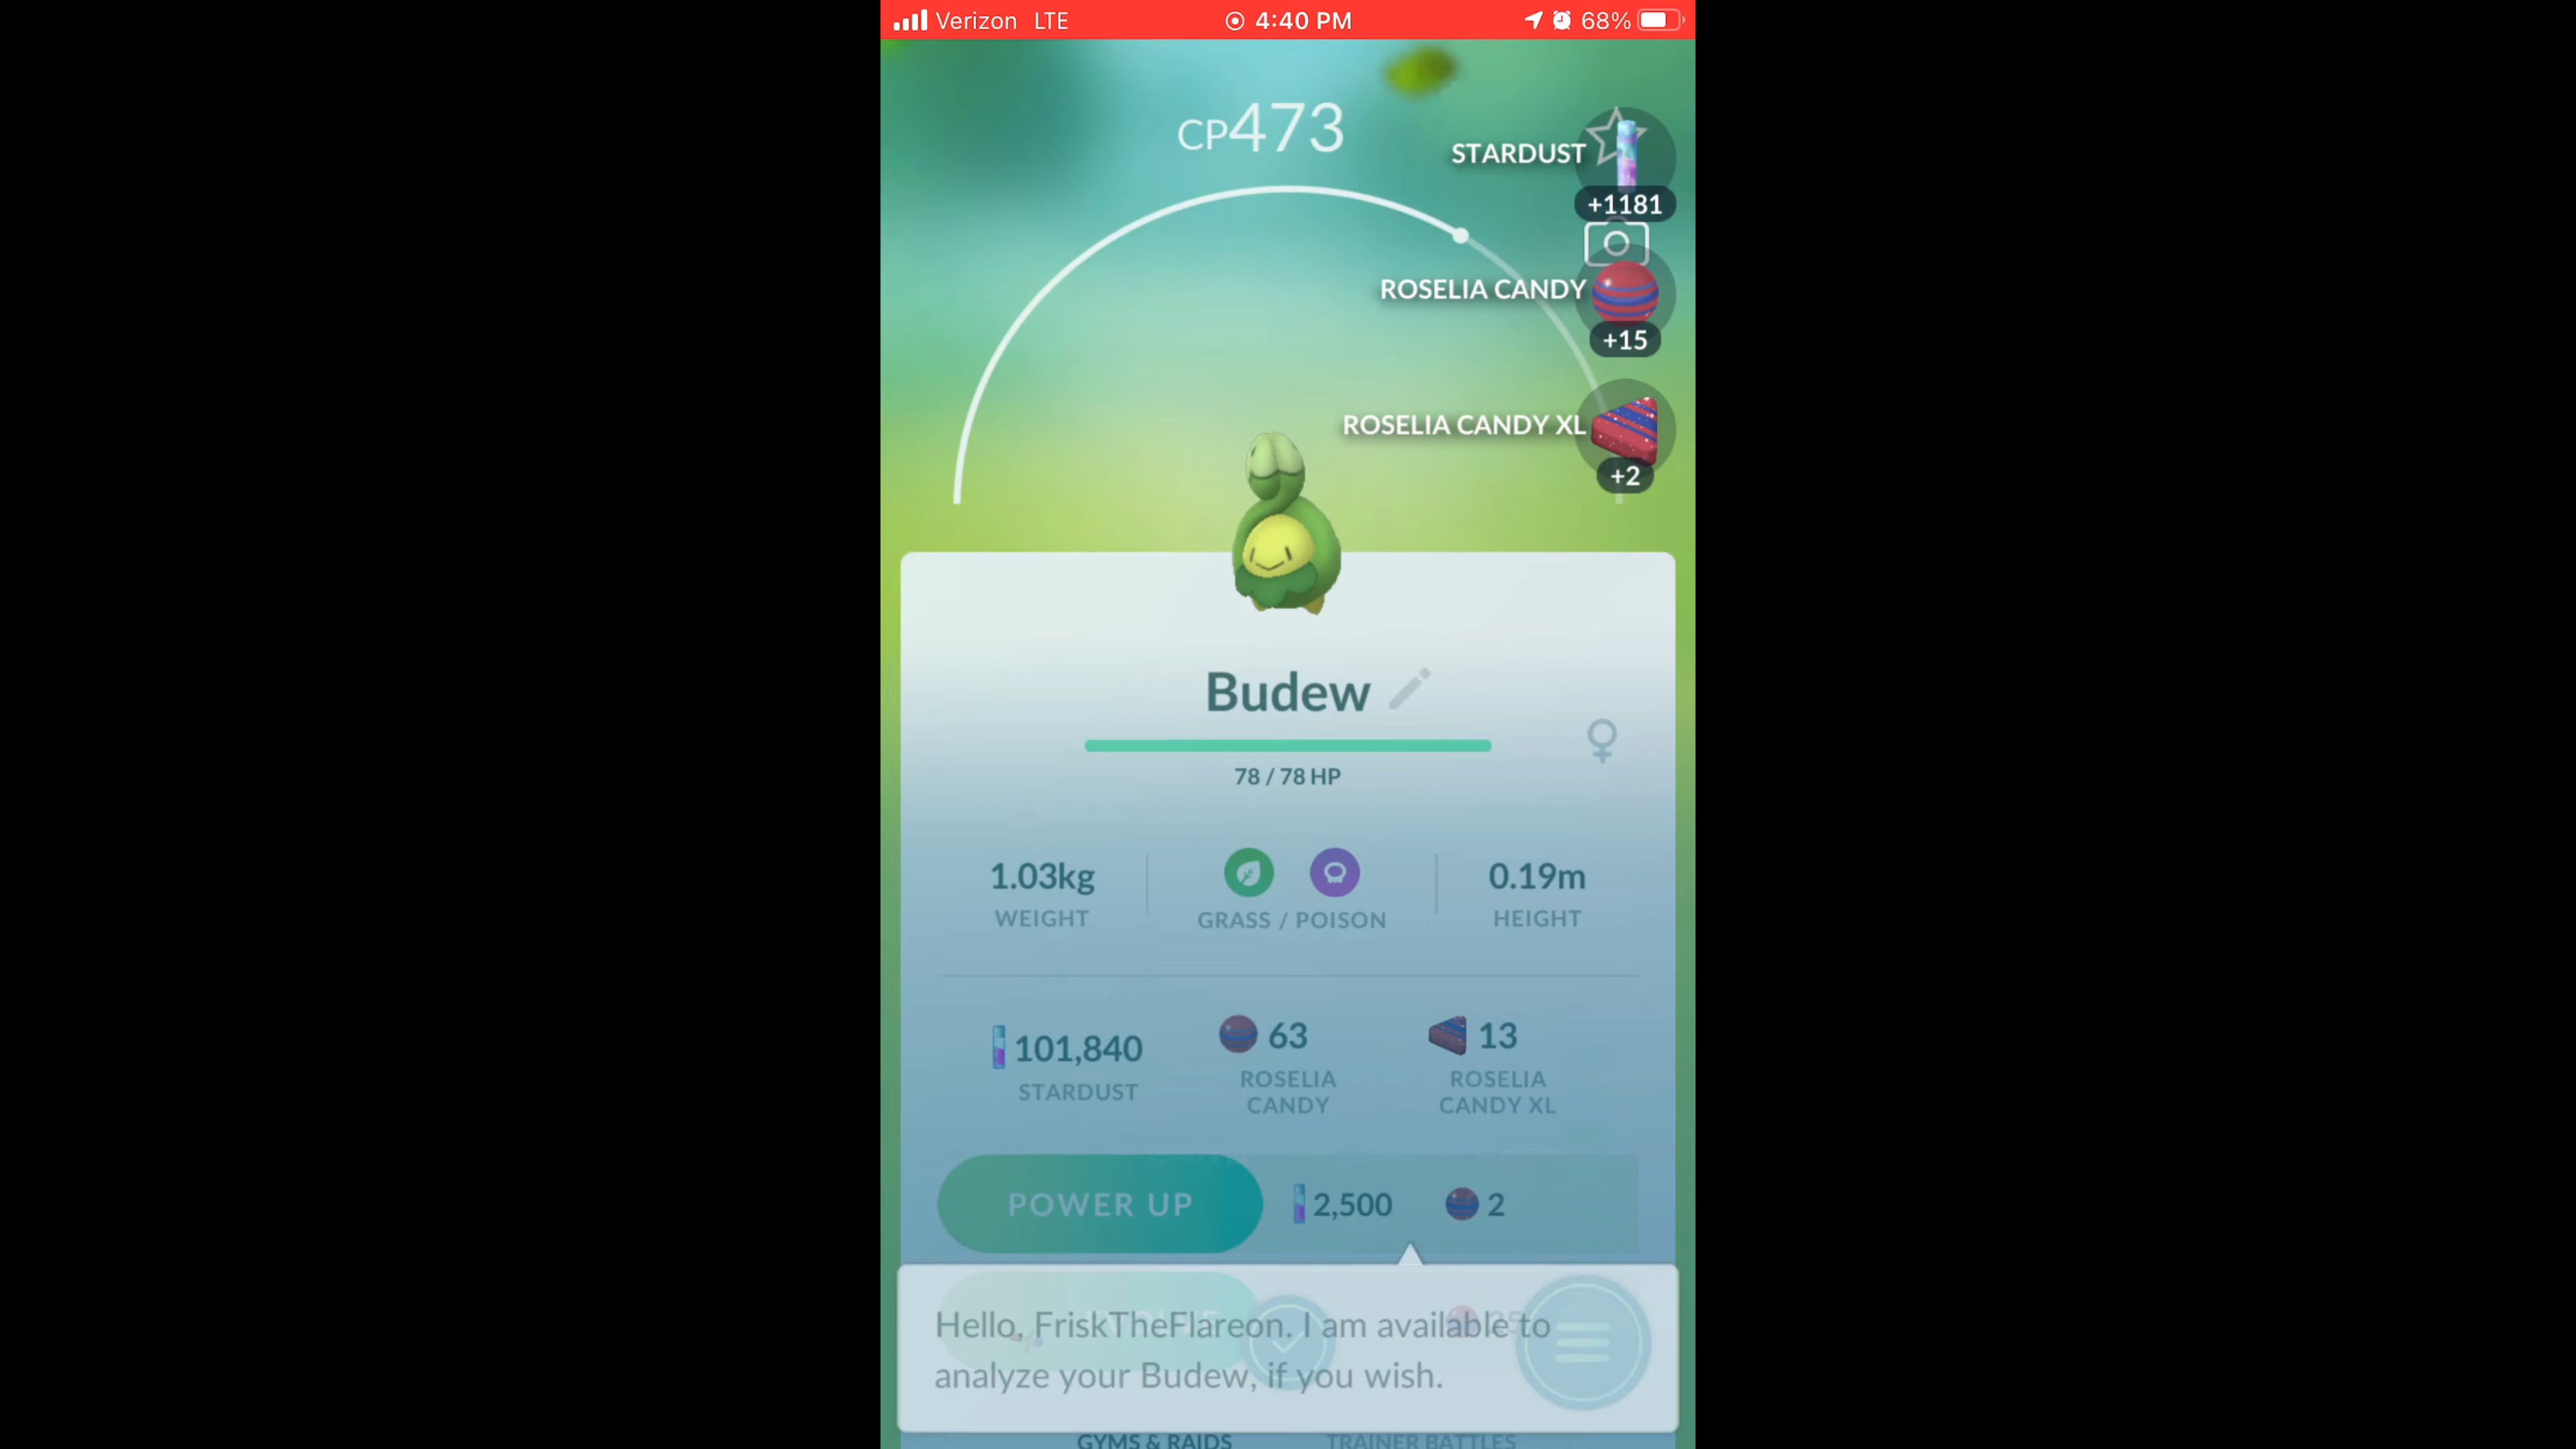 Verizon LTE 4:40 PM 68%
CP473
STARDUST
+1181
ROSELIA CANDY
+15
ROSELIA CANDY XL
+2
Budew
78 / 78 HP
1.03kg
WEIGHT
GRASS / POISON
0.19m
HEIGHT
101,840
STARDUST
63
ROSELIA
CANDY
13
ROSELIA
CANDY XL
POWER UP 2,500 2
Hello, FriskTheFlareon. I am available to
analyze your Budew, if you wish.
GYMS & RAIDS TRAINER BATTLES